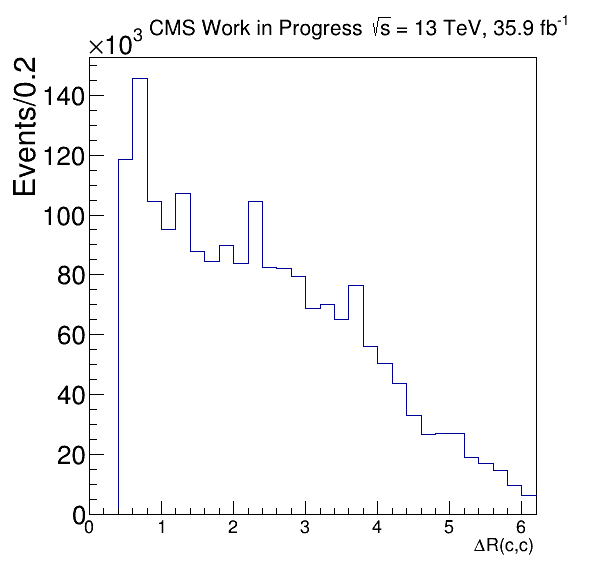 ×10³ CMS Work in Progress √s = 13 TeV, 35.9 fb⁻¹
Events/0.2
140
120
100
80
60
40
20
0
0 1 2 3 4 5 6
ΔR(c,c)